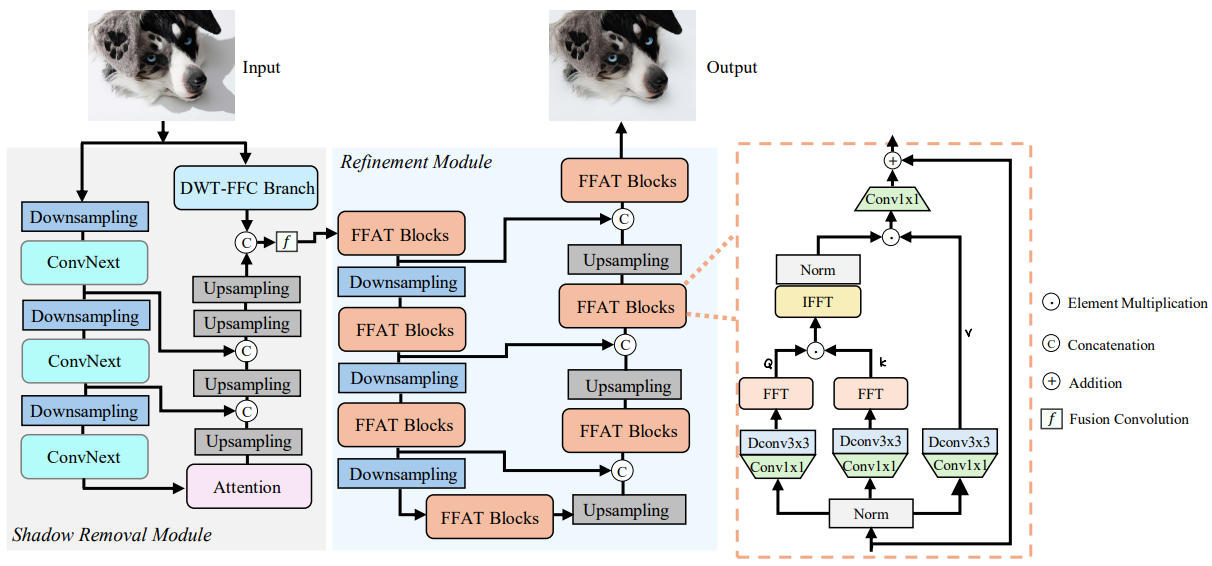 Input
Output
DWT-FFC Branch
Downsampling
ConvNext
Downsampling
ConvNext
Downsampling
ConvNext
C
f
Upsampling
Upsampling
C
Upsampling
C
Upsampling
Attention
Shadow Removal Module
Refinement Module
FFAT Blocks
Downsampling
FFAT Blocks
Downsampling
FFAT Blocks
Downsampling
FFAT Blocks
FFAT Blocks
C
Upsampling
FFAT Blocks
C
Upsampling
FFAT Blocks
C
Upsampling
+
Conv1x1
·
Norm
IFFT
·
Q
K
V
FFT
FFT
Dconv3x3
Conv1x1
Dconv3x3
Conv1x1
Dconv3x3
Conv1x1
Norm
· Element Multiplication
C Concatenation
+ Addition
f Fusion Convolution